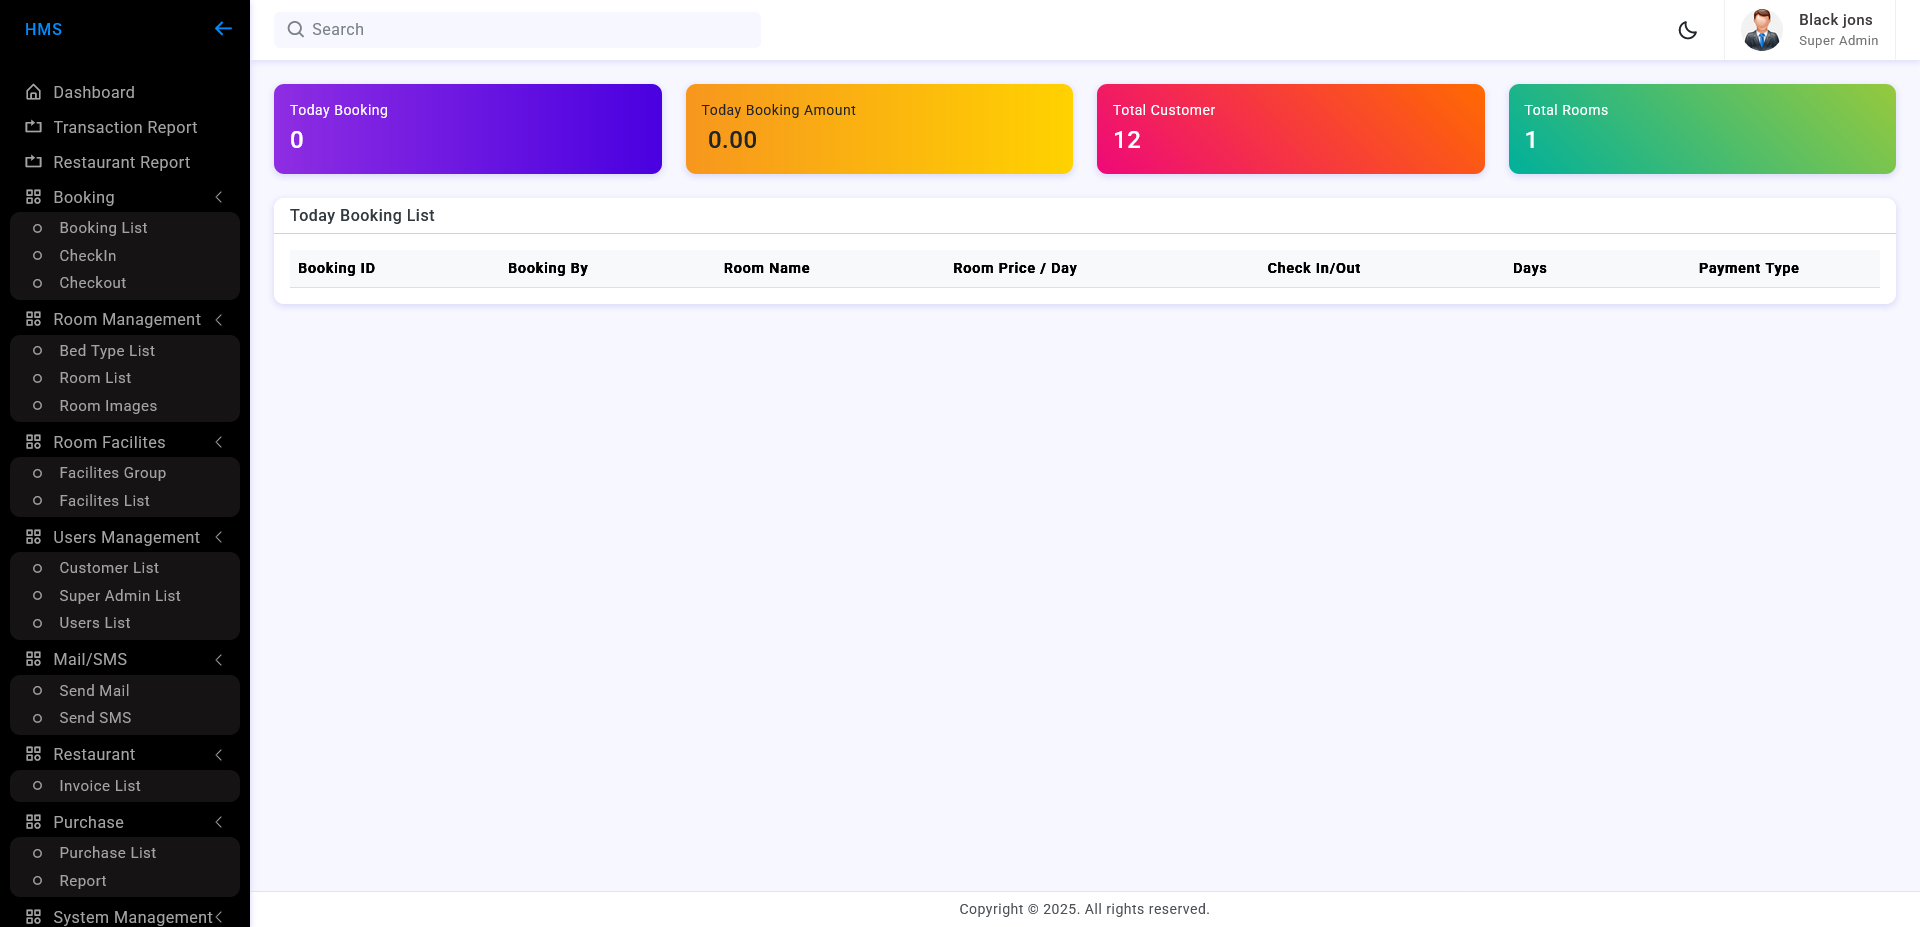 HMS
Dashboard
Transaction Report
Restaurant Report
Booking
Booking List
CheckIn
Checkout
Room Management
Bed Type List
Room List
Room Images
Room Facilites
Facilites Group
Facilites List
Users Management
Customer List
Super Admin List
Users List
Mail/SMS
Send Mail
Send SMS
Restaurant
Invoice List
Purchase
Purchase List
Report
System Management
Search
Black jons
Super Admin
Today Booking
0
Today Booking Amount
0.00
Total Customer
12
Total Rooms
1
Today Booking List
Booking ID Booking By Room Name Room Price / Day Check In/Out Days Payment Type
Copyright © 2025. All rights reserved.